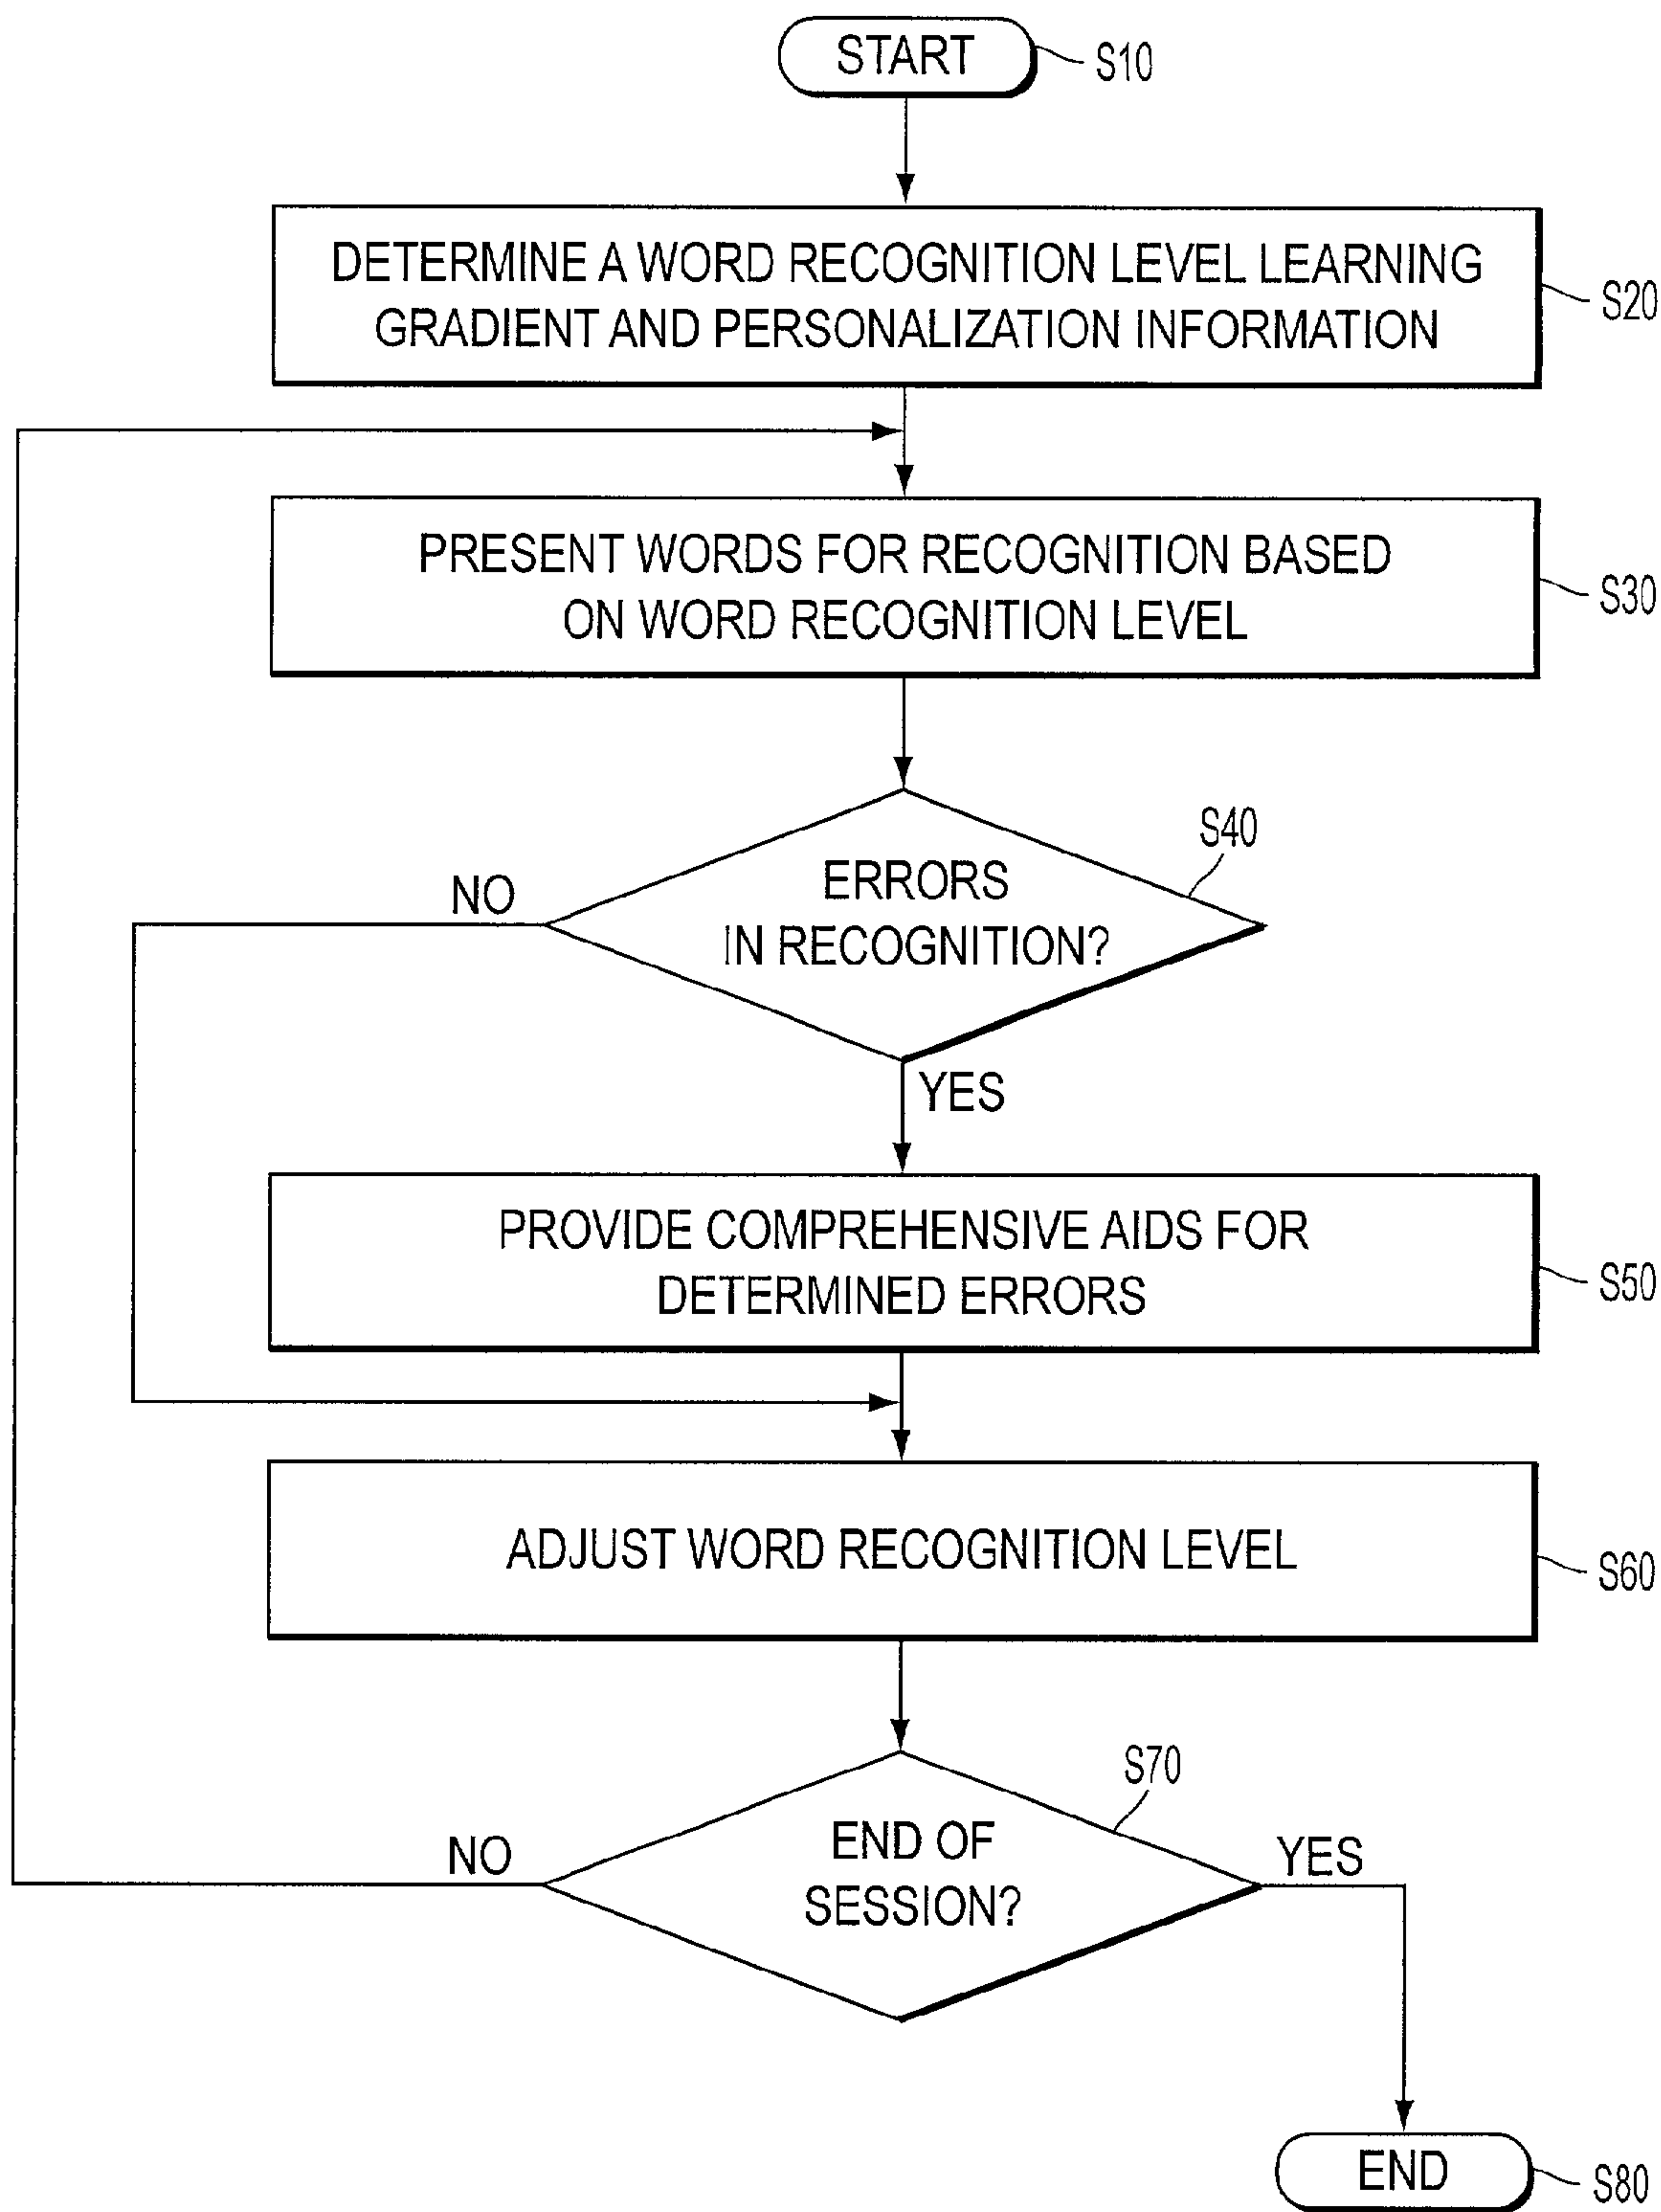 START
S10
DETERMINE A WORD RECOGNITION LEVEL LEARNING
GRADIENT AND PERSONALIZATION INFORMATION
S20
PRESENT WORDS FOR RECOGNITION BASED
ON WORD RECOGNITION LEVEL
S30
S40
ERRORS
IN RECOGNITION?
NO
YES
PROVIDE COMPREHENSIVE AIDS FOR
DETERMINED ERRORS
S50
ADJUST WORD RECOGNITION LEVEL
S60
S70
END OF
SESSION?
NO
YES
END
S80